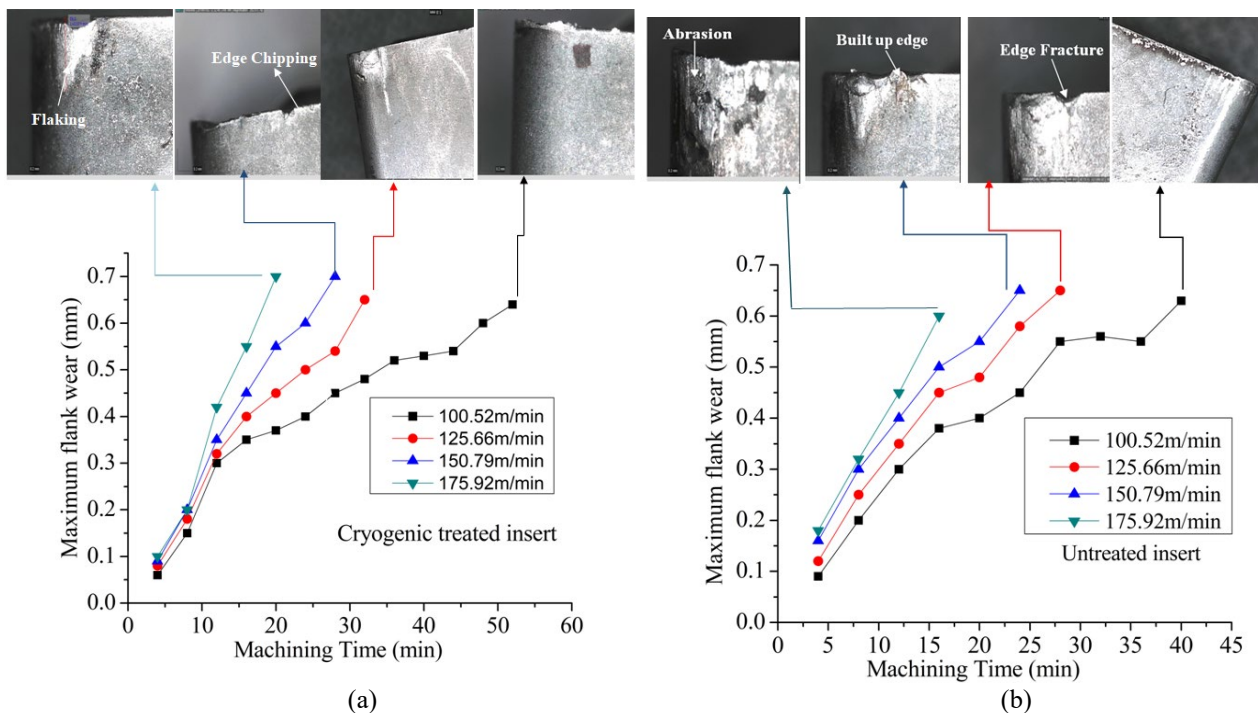 Flaking
Edge Chipping
Abrasion
Built up edge
Edge Fracture
Maximum flank wear (mm)
0.7
0.6
0.5
0.4
0.3
0.2
0.1
0.0
100.52m/min
125.66m/min
150.79m/min
175.92m/min
Cryogenic treated insert
0 10 20 30 40 50 60
Machining Time (min)
(a)
Maximum flank wear (mm)
0.7
0.6
0.5
0.4
0.3
0.2
0.1
0.0
100.52m/min
125.66m/min
150.79m/min
175.92m/min
Untreated insert
0 5 10 15 20 25 30 35 40 45
Machining Time (min)
(b)